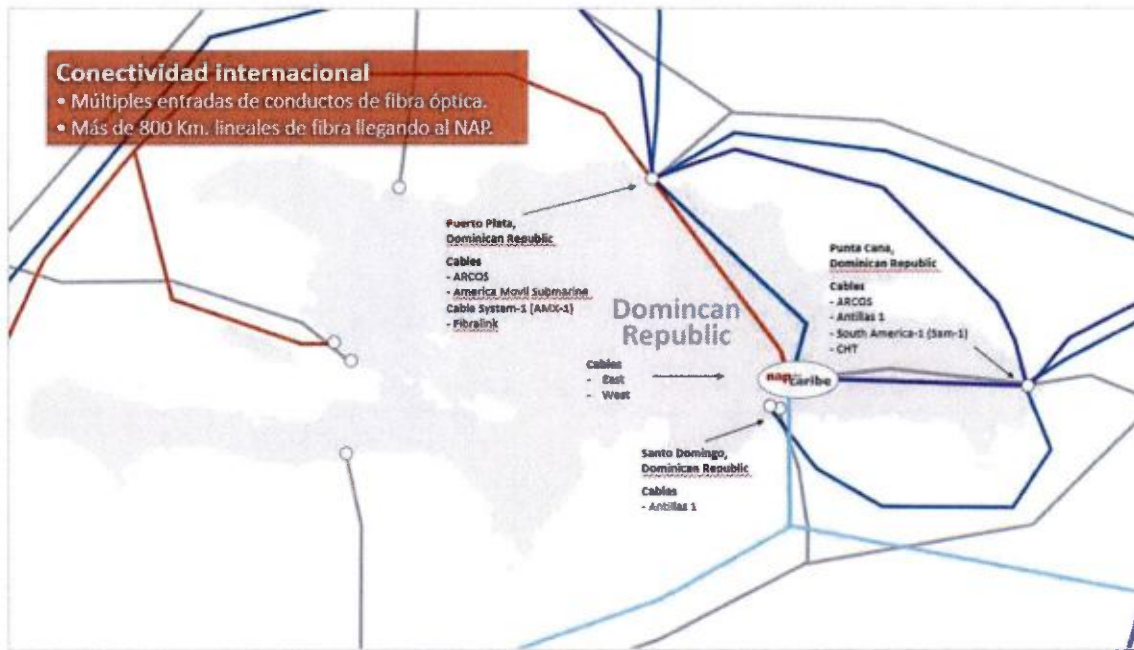 Conectividad internacional
• Múltiples entradas de conductos de fibra óptica.
• Más de 800 Km. lineales de fibra llegando al NAP.
Puerto Plata,
Dominican Republic
Cables
- ARCOS
- America Movil Submarine
Cable System-1 (AMX-1)
- Fibralink
Domincan
Republic
Cables
- East
- West
Punta Cana,
Dominican Republic
Cables
- ARCOS
- Antillas 1
- South America-1 (Sam-1)
- CHT
nap caribe
Santo Domingo,
Dominican Republic
Cables
- Antillas 1